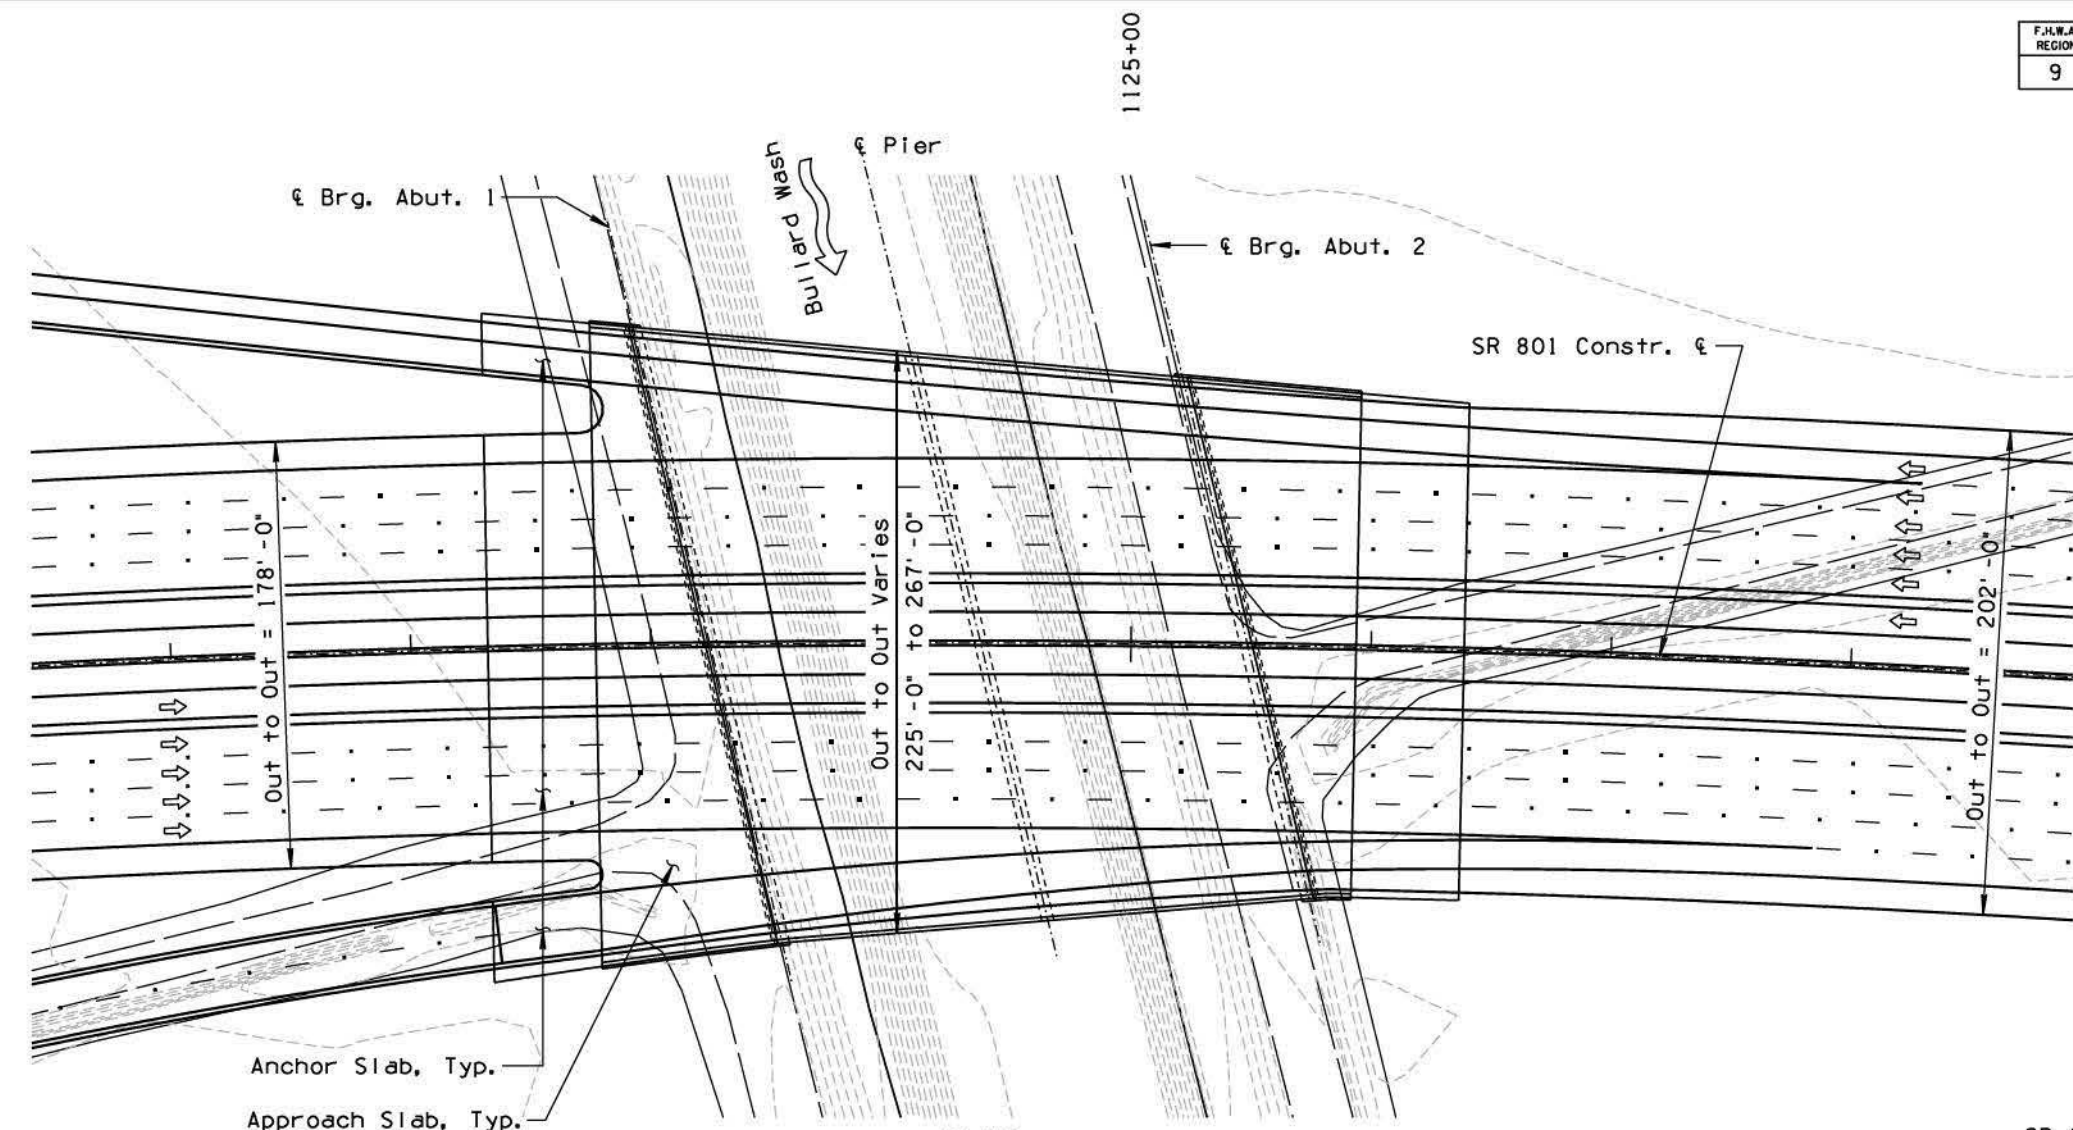 F.H.W.A
REGION
9
1125+00
Bullard Wash
℄ Pier
℄ Brg. Abut. 1
℄ Brg. Abut. 2
SR 801 Constr. ℄
Out to Out = 178'-0"
Out to Out Varies
225'-0" to 267'-0"
Out to Out = 202'-0"
Anchor Slab, Typ.
Approach Slab, Typ.